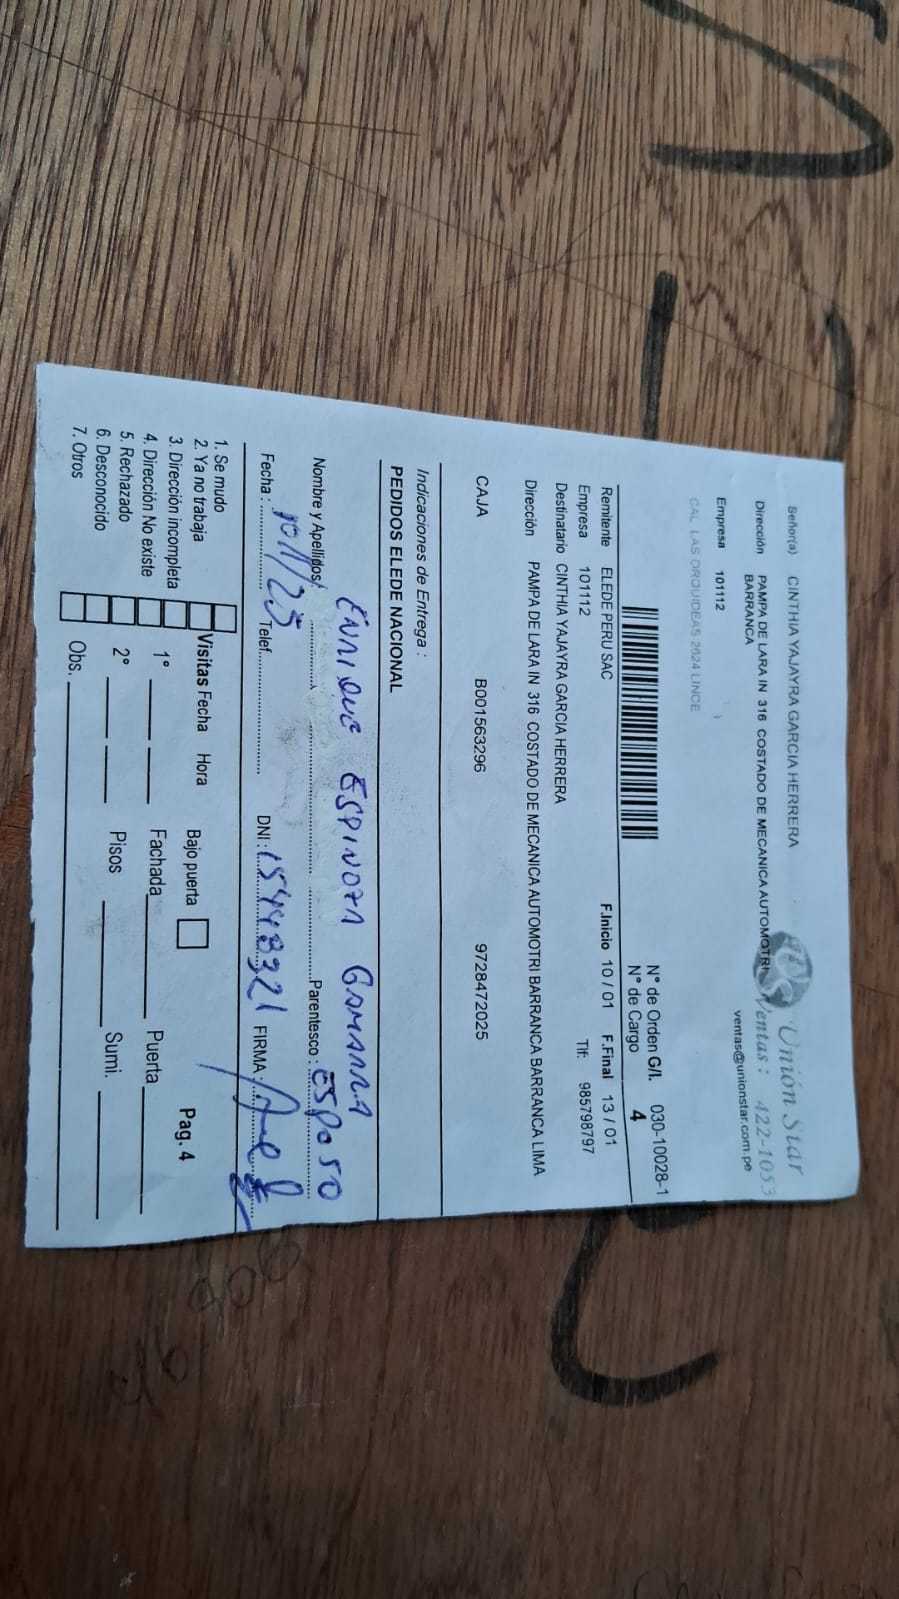 Unión Star
Señor(a) CINTHIA YAJAYRA GARCIA HERRERA
Dirección PAMPA DE LARA IN 316 COSTADO DE MECANICA AUTOMOTRI
BARRANCA
Ventas: 422-1053
ventas@unionstar.com.pe
Empresa 101112
CAL LAS ORQUIDEAS 2624 LINCE
N° de Orden G/I. 030-10028-1
N° de Cargo 4
Remitente ELEDE PERU SAC F.Inicio 10 / 01 F.Final 13 / 01
Empresa 101112 Tlf: 985798797
Destinatario CINTHIA YAJAYRA GARCIA HERRERA
Dirección PAMPA DE LARA IN 316 COSTADO DE MECANICA AUTOMOTRI BARRANCA BARRANCA LIMA
CAJA B001563296 9728472025
Indicaciones de Entrega :
PEDIDOS ELEDE NACIONAL
ENRIQUE ESPINOZA GAMARRA
Nombre y Apellidos: Parentesco : ESPOSO
Fecha : Telef. DNI : 15448321 FIRMA :
1. Se mudo
2. Ya no trabaja
3. Dirección incompleta
4. Dirección No existe
5. Rechazado
6. Desconocido
7. Otros
Visitas Fecha Hora
1°
2°
Obs.
Bajo puerta
Fachada Puerta
Pisos Sumi.
Pag. 4